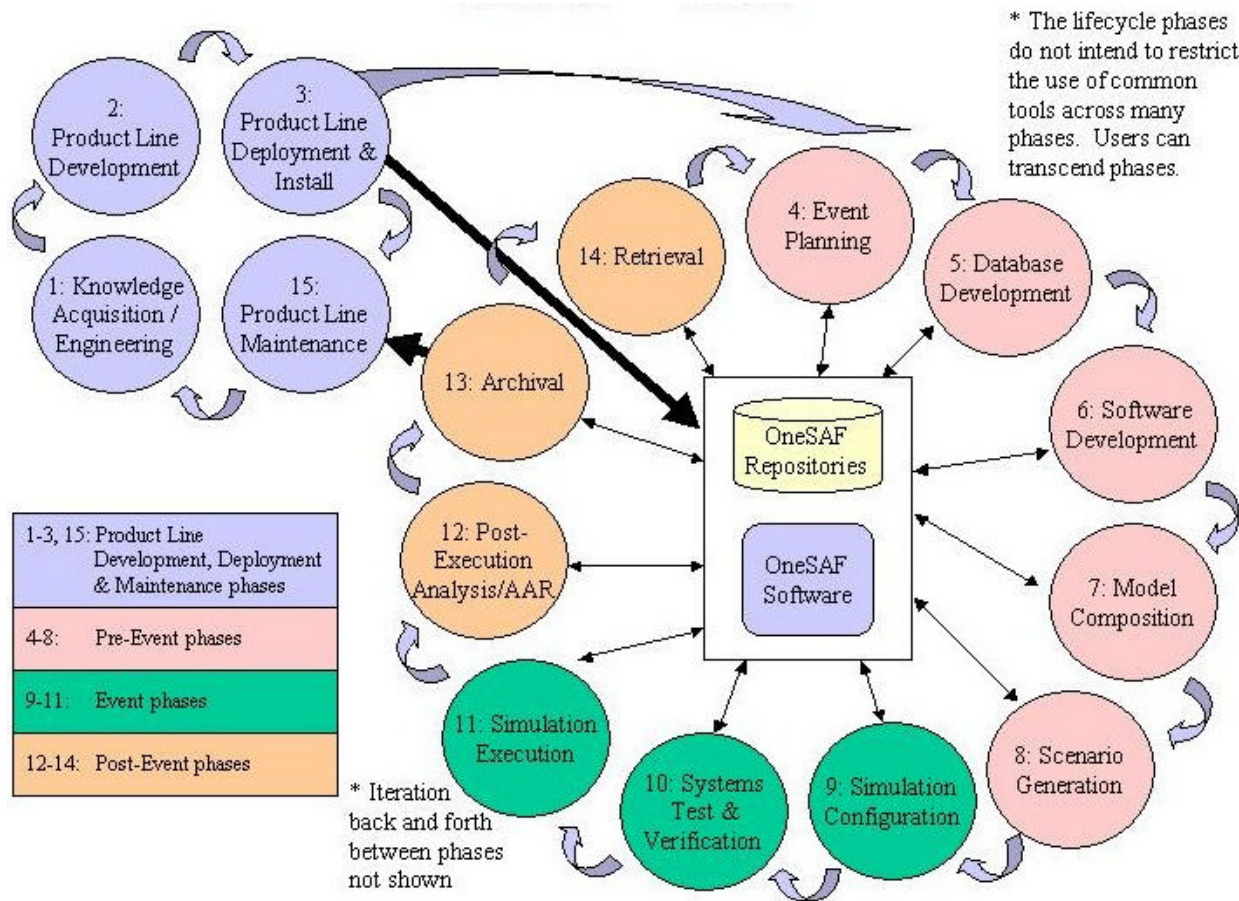 * The lifecycle phases
do not intend to restrict
the use of common
tools across many
phases. Users can
transcend phases.
2:
Product Line
Development
3:
Product Line
Deployment &
Install
1: Knowledge
Acquisition /
Engineering
15:
Product Line
Maintenance
14: Retrieval
4: Event
Planning
5: Database
Development
6: Software
Development
7: Model
Composition
8: Scenario
Generation
9: Simulation
Configuration
10: Systems
Test &
Verification
11: Simulation
Execution
12: Post-
Execution
Analysis/AAR
13: Archival
OneSAF
Repositories
OneSAF
Software
1-3, 15: Product Line
Development, Deployment
& Maintenance phases
4-8: Pre-Event phases
9-11: Event phases
12-14: Post-Event phases
* Iteration
back and forth
between phases
not shown